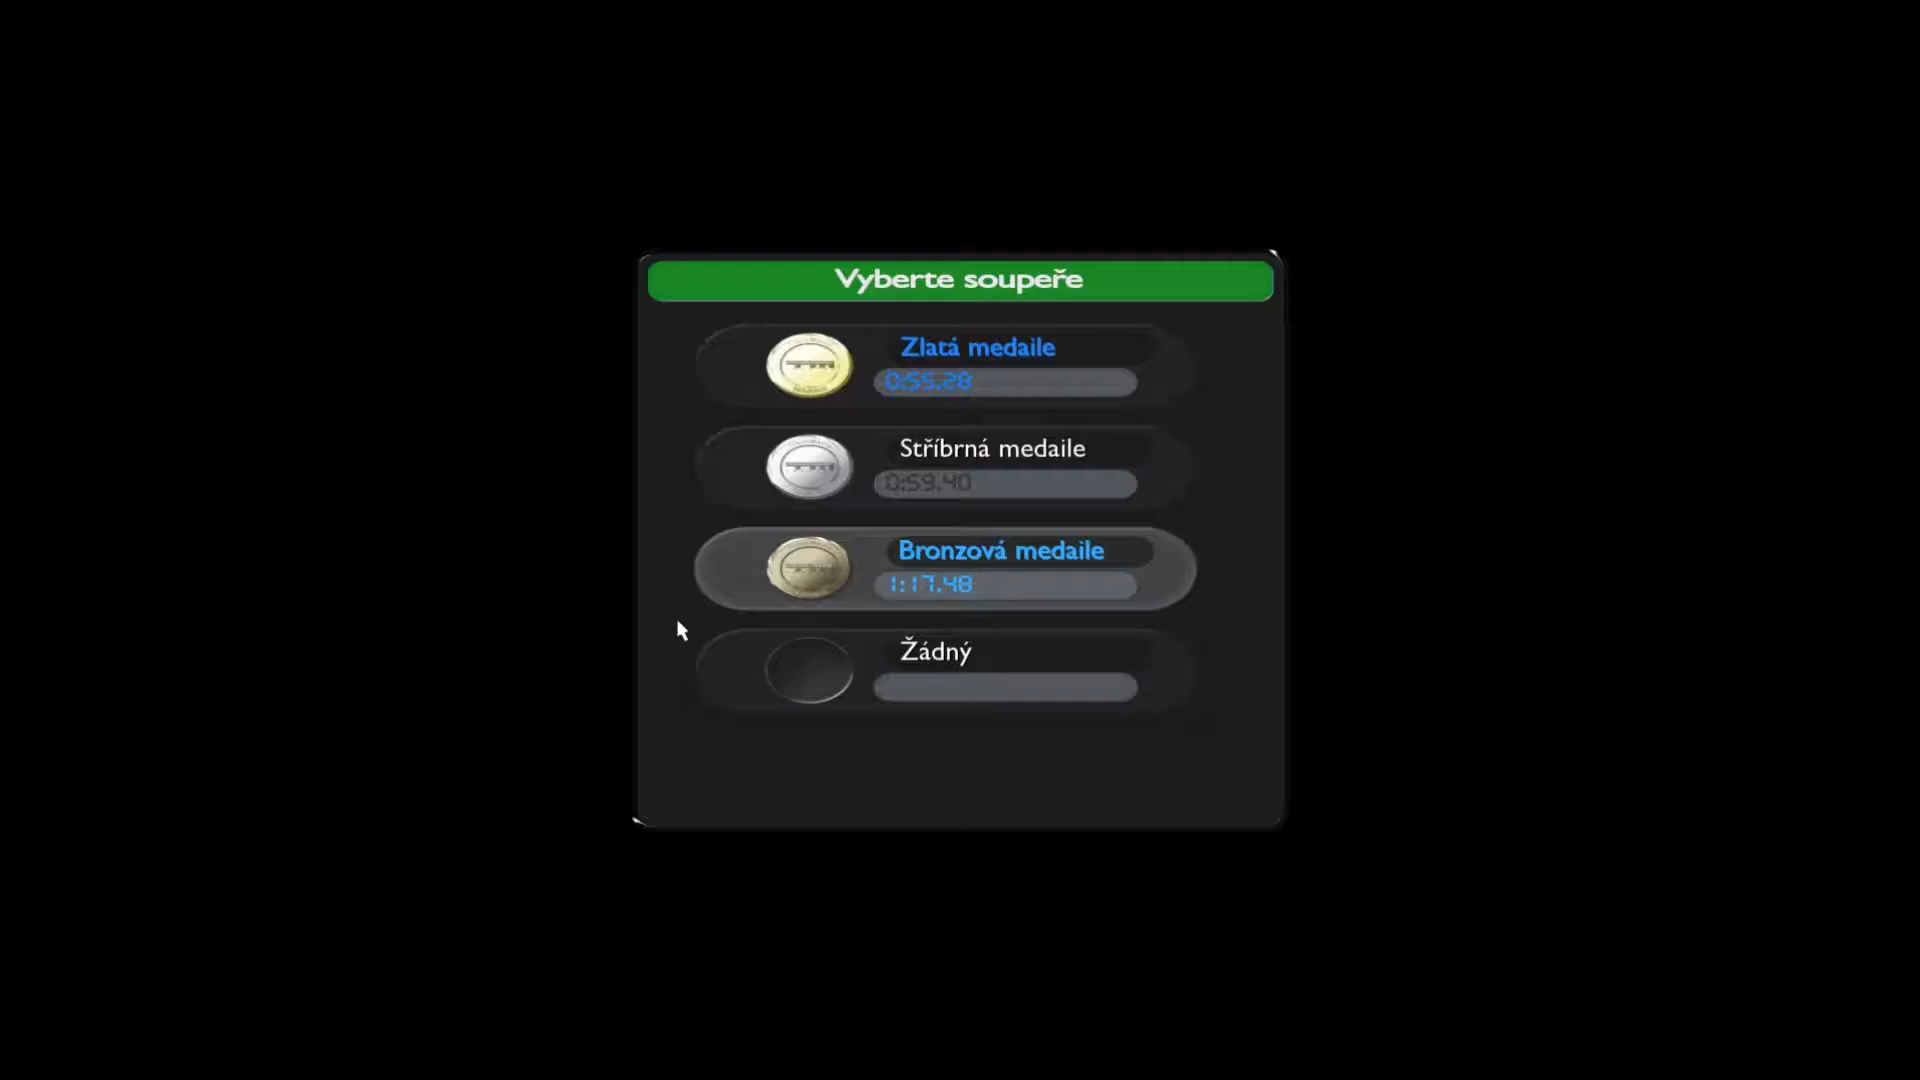 Vyberte soupeře
Zlatá medaile
0:55.28
Stříbrná medaile
0:59.40
Bronzová medaile
1:17.48
Žádný